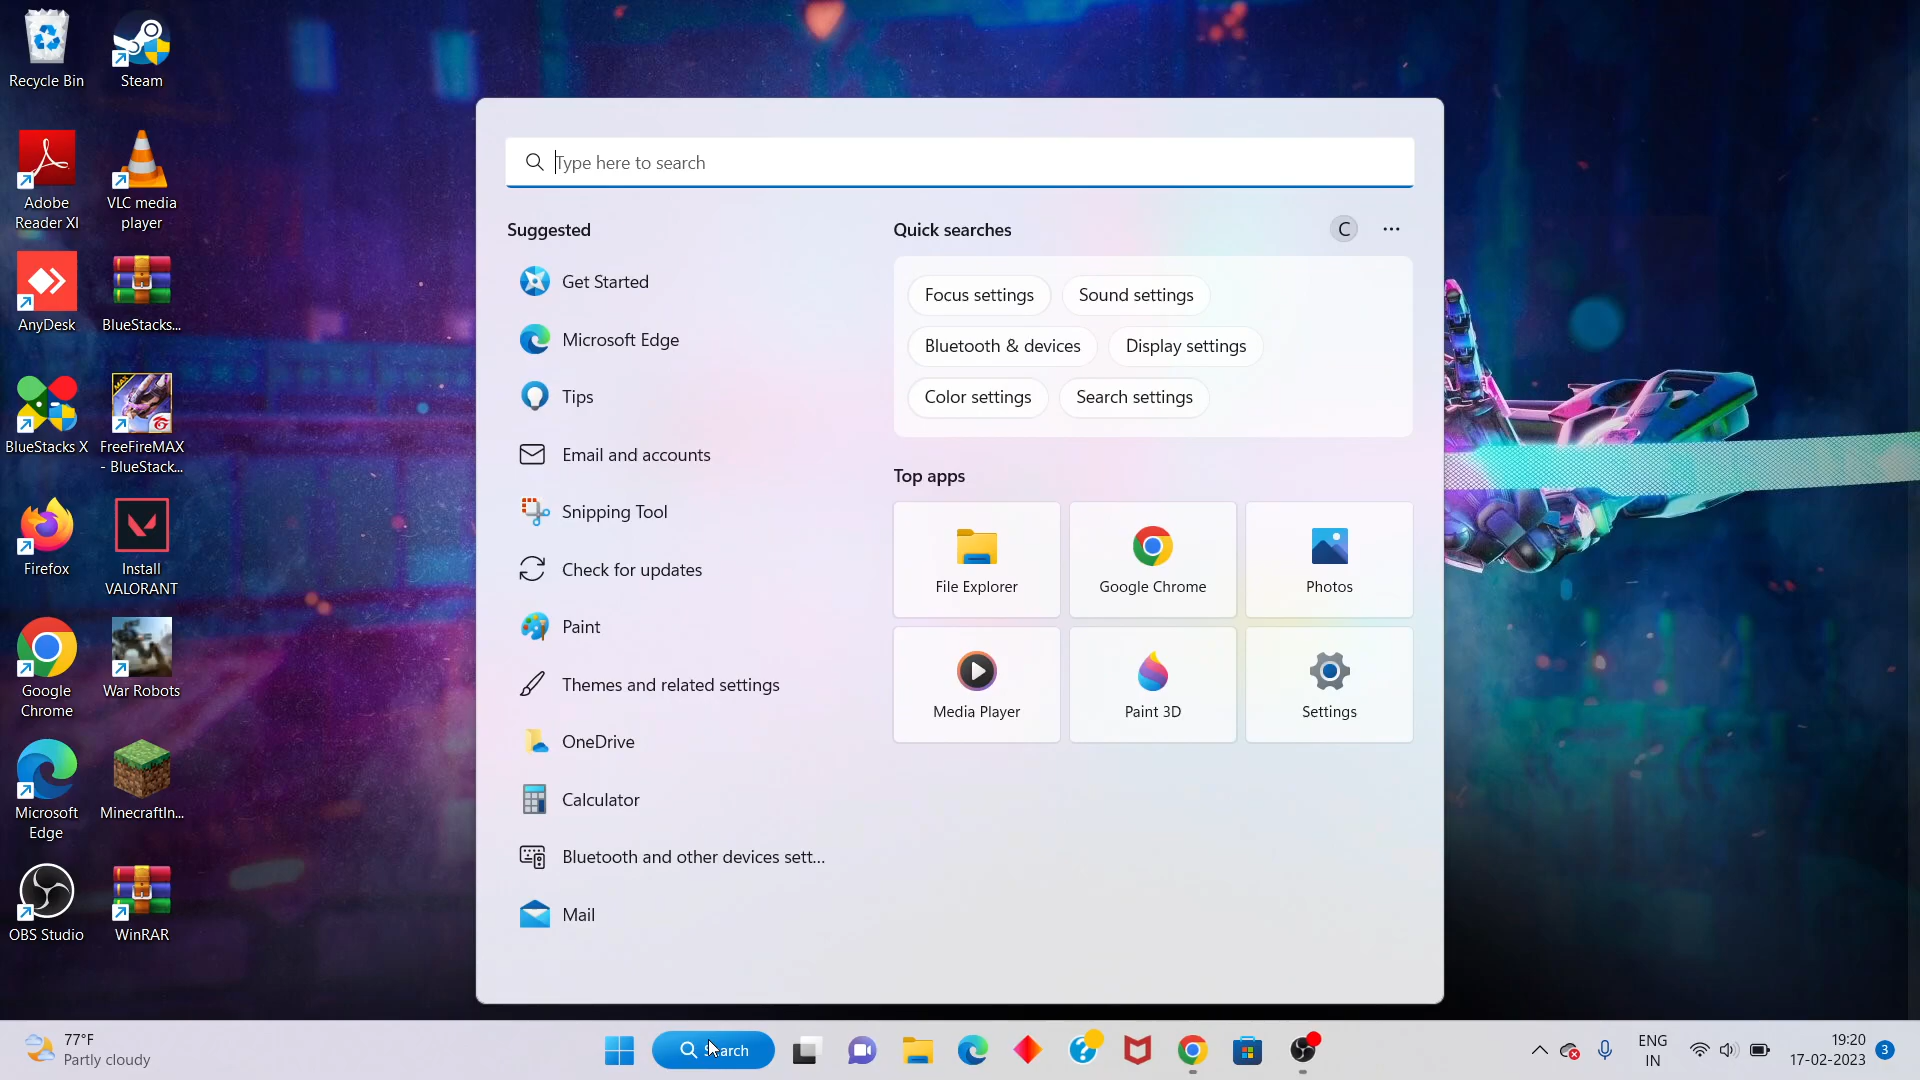 Recycle Bin
Steam
Adobe
Reader XI
VLC media
player
AnyDesk
BlueStacks...
BlueStacks X
FreeFireMAX
- BlueStack...
Firefox
Install
VALORANT
Google
Chrome
War Robots
Microsoft
Edge
MinecraftIn...
OBS Studio
WinRAR
Type here to search
Suggested
Get Started
Microsoft Edge
Tips
Email and accounts
Snipping Tool
Check for updates
Paint
Themes and related settings
OneDrive
Calculator
Bluetooth and other devices sett...
Mail
Quick searches
C
Focus settings
Sound settings
Bluetooth & devices
Display settings
Color settings
Search settings
Top apps
File Explorer
Google Chrome
Photos
Media Player
Paint 3D
Settings
77°F
Partly cloudy
Search
ENG
IN
19:20
17-02-2023
3